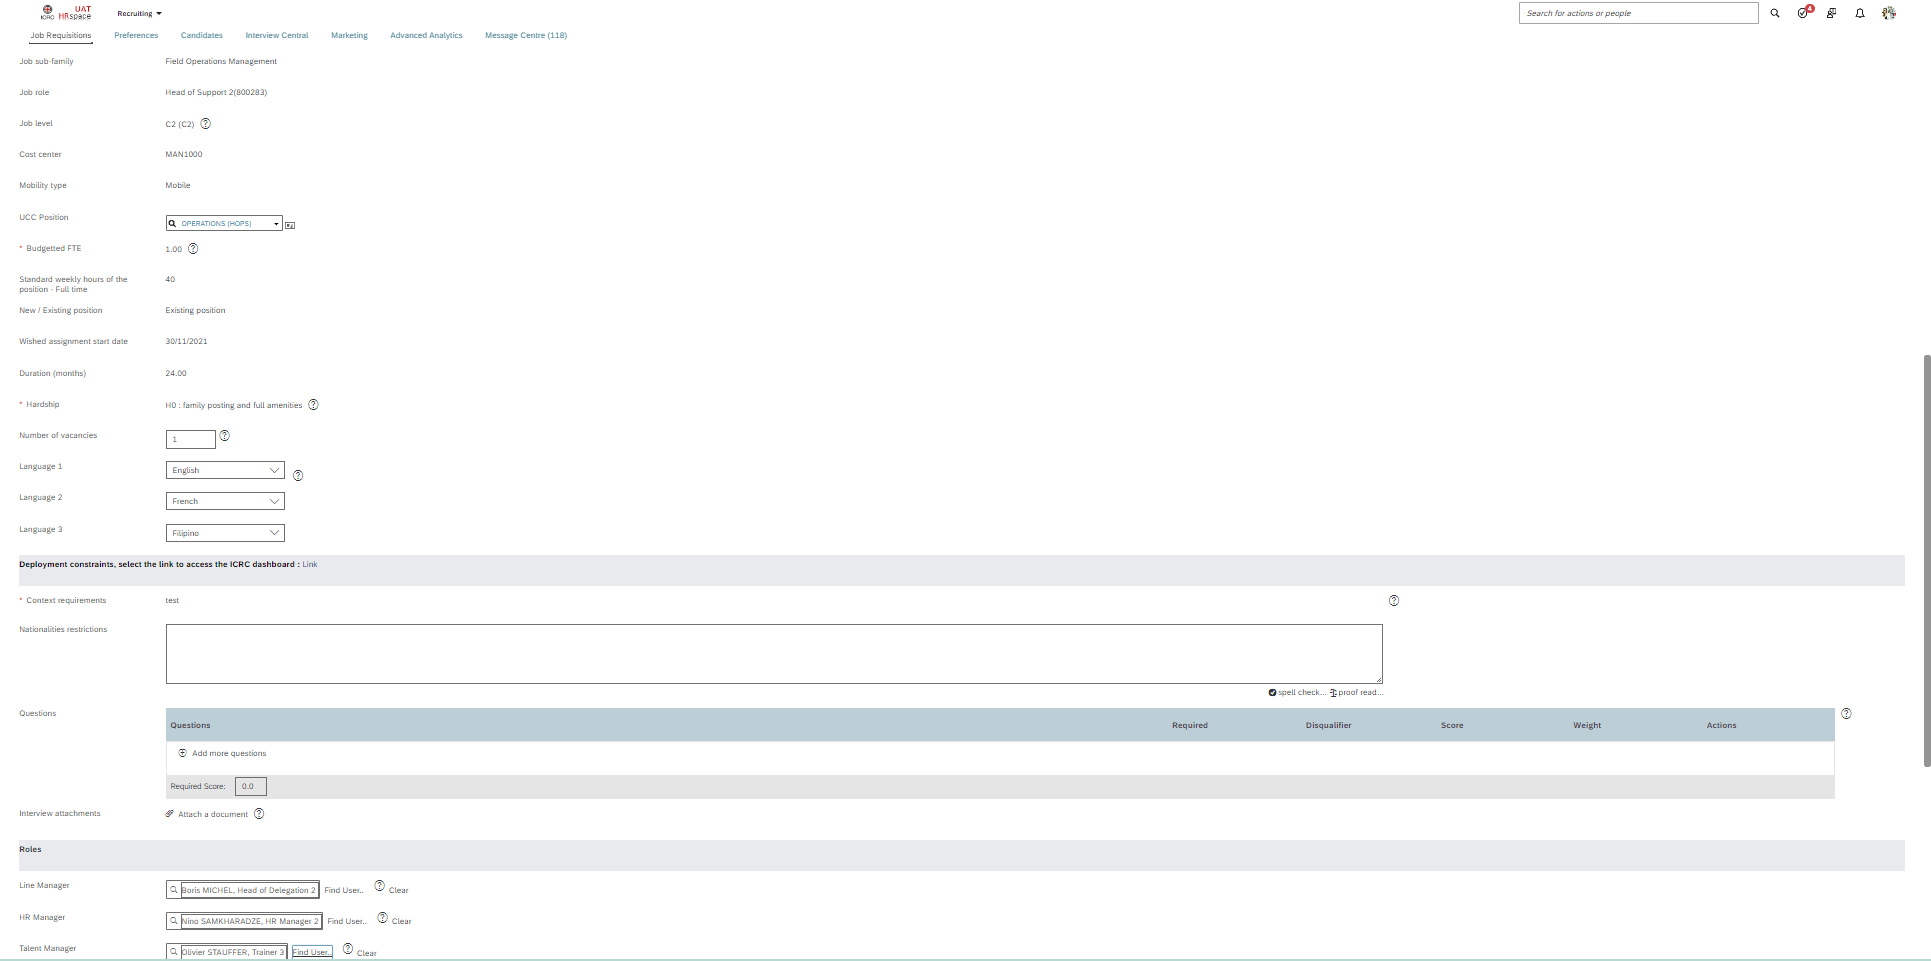 ICRC
UAT
HRspace
Recruiting
Search for actions or people
4
Job Requisitions
Preferences
Candidates
Interview Central
Marketing
Advanced Analytics
Message Centre (118)
Job sub-family
Field Operations Management
Job role
Head of Support 2(800283)
Job level
C2 (C2)
Cost center
MAN1000
Mobility type
Mobile
UCC Position
OPERATIONS (HOPS)
* Budgetted FTE
1.00
Standard weekly hours of the
position - Full time
40
New / Existing position
Existing position
Wished assignment start date
30/11/2021
Duration (months)
24.00
* Hardship
H0 : family posting and full amenities
Number of vacancies
1
Language 1
English
Language 2
French
Language 3
Filipino
Deployment constraints, select the link to access the ICRC dashboard : Link
* Context requirements
test
Nationalities restrictions
spell check... proof read...
Questions
Questions
Required
Disqualifier
Score
Weight
Actions
Add more questions
Required Score:
0.0
Interview attachments
Attach a document
Roles
Line Manager
Boris MICHEL, Head of Delegation 2
Find User..
Clear
HR Manager
Nino SAMKHARADZE, HR Manager 2
Find User..
Clear
Talent Manager
Olivier STAUFFER, Trainer 3
Find User..
Clear